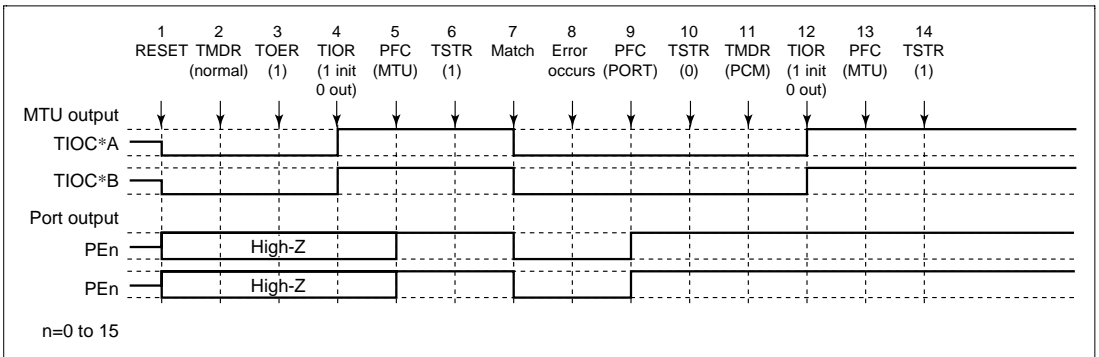 1 2 3 4 5 6 7 8 9 10 11 12 13 14
RESET TMDR TOER TIOR PFC TSTR Match Error PFC TSTR TMDR TIOR PFC TSTR
(normal) (1) (1 init (MTU) (1) occurs (PORT) (0) (PCM) (1 init (MTU) (1)
0 out) 0 out)
MTU output
TIOC*A
TIOC*B
Port output
PEn High-Z
PEn High-Z
n=0 to 15